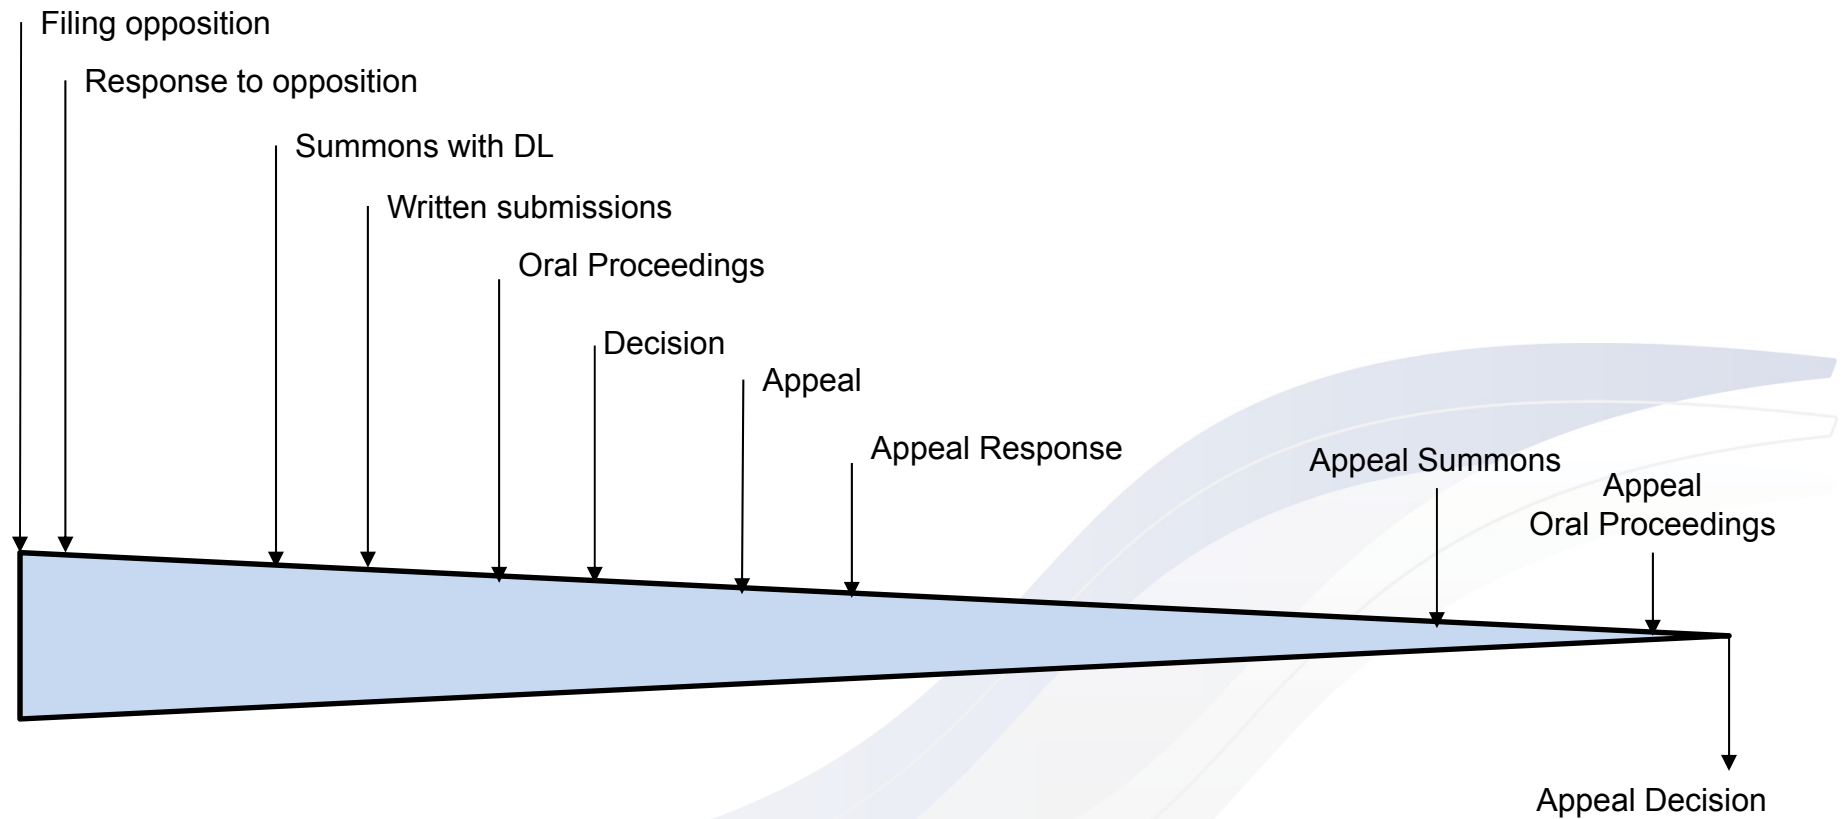 Filing opposition
Response to opposition
Summons with DL
Written submissions
Oral Proceedings
Decision
Appeal
Appeal Response
Appeal Summons
Appeal
Oral Proceedings
Appeal Decision